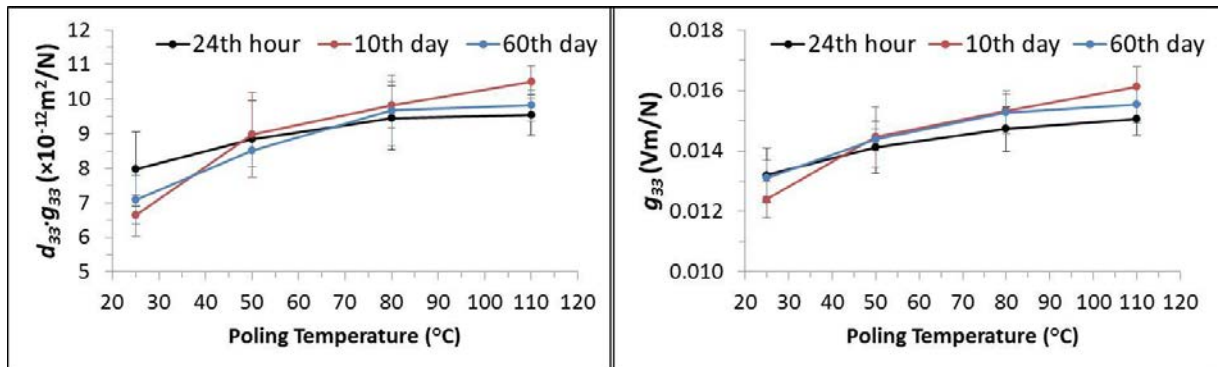 12
11
10
9
8
7
6
5
d₃₃.g₃₃ (×10⁻¹²m²/N)
24th hour 10th day 60th day
20 30 40 50 60 70 80 90 100 110 120
Poling Temperature (°C)
0.018
0.016
0.014
0.012
0.010
g₃₃ (Vm/N)
24th hour 10th day 60th day
20 30 40 50 60 70 80 90 100 110 120
Poling Temperature (°C)